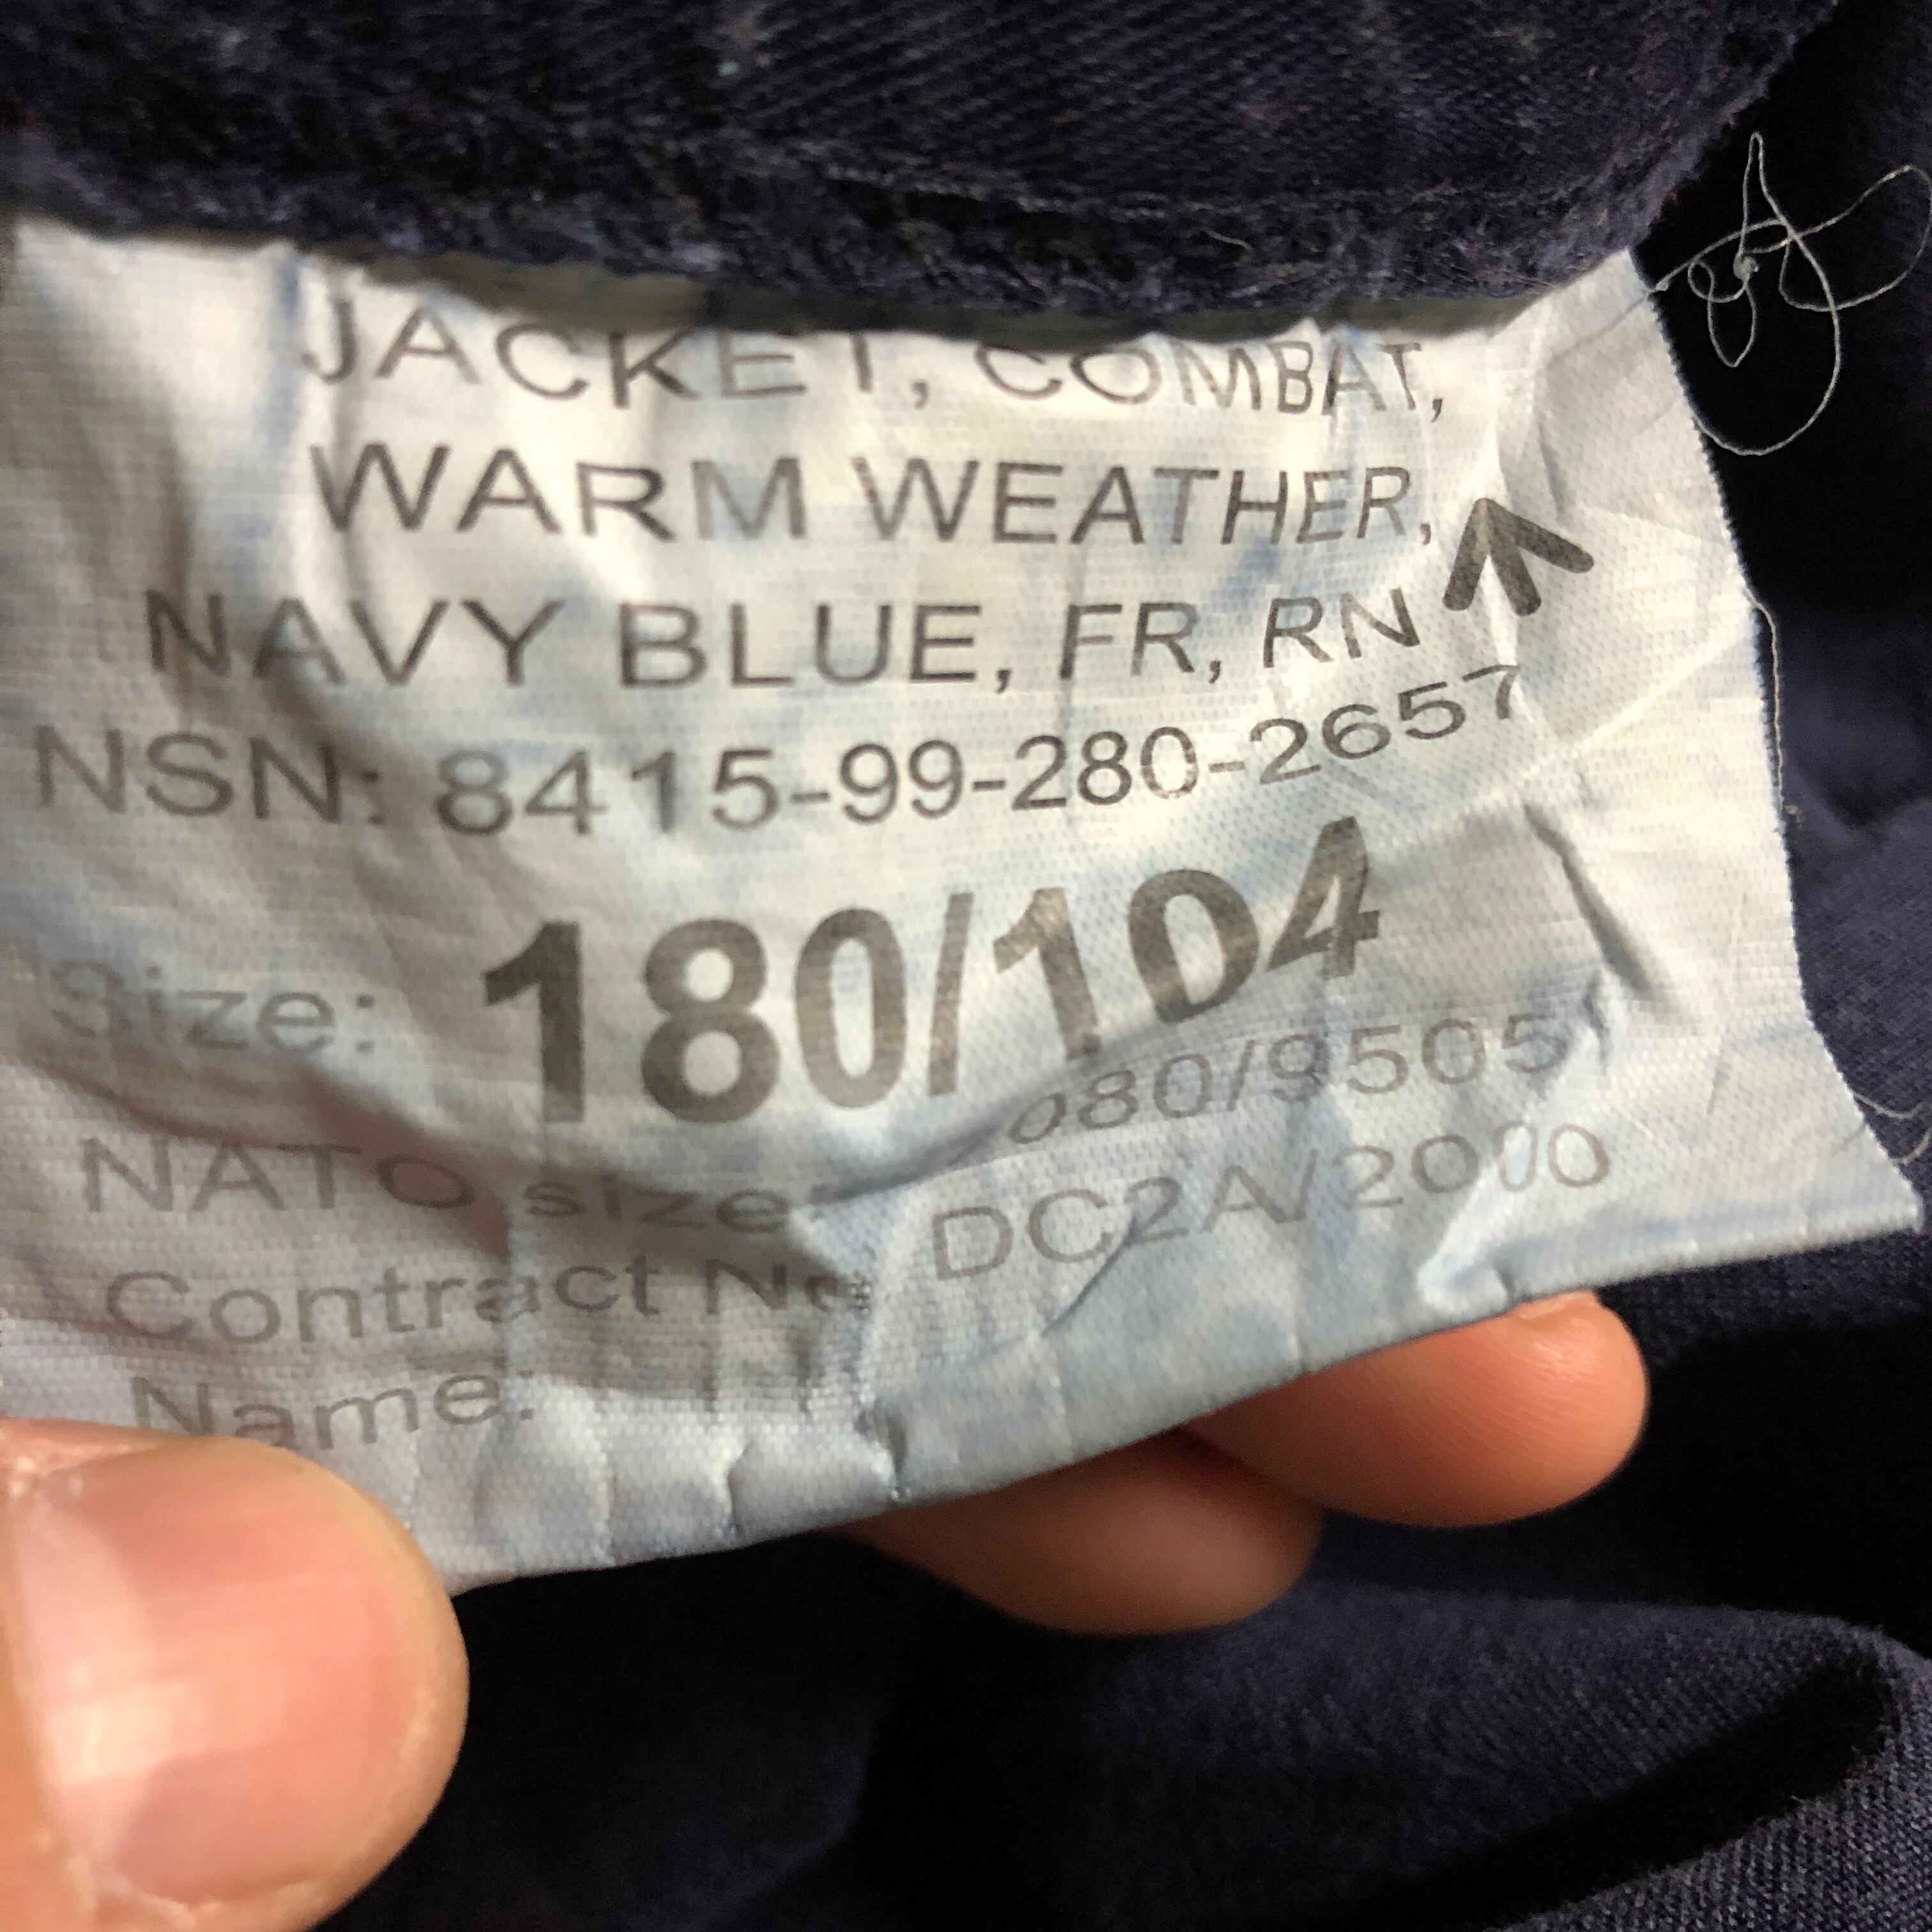 JACKET, COMBAT,
WARM WEATHER,
NAVY BLUE, FR, RN
NSN: 8415-99-280-2657
Size: 180/104
NATO size: 8080/9505
Contract No: DC2A/2000
Name: